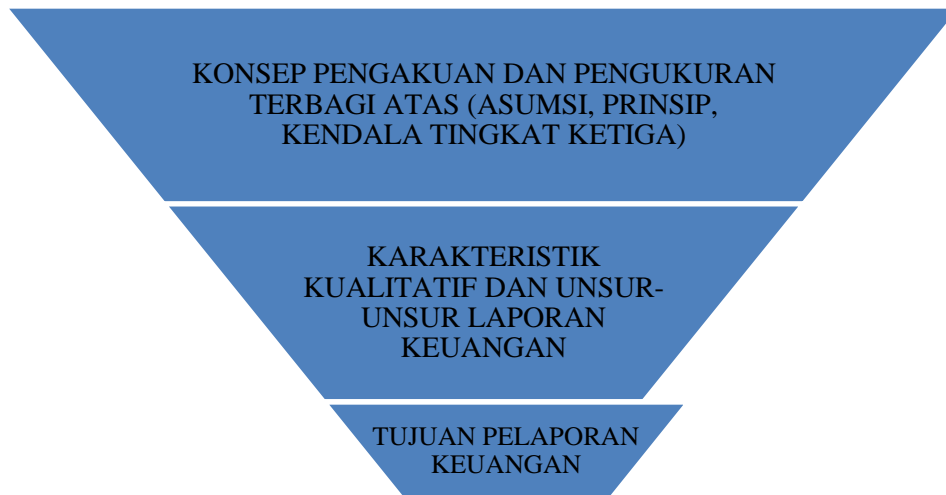 KONSEP PENGAKUAN DAN PENGUKURAN
TERBAGI ATAS (ASUMSI, PRINSIP,
KENDALA TINGKAT KETIGA)
KARAKTERISTIK
KUALITATIF DAN UNSUR-
UNSUR LAPORAN
KEUANGAN
TUJUAN PELAPORAN
KEUANGAN